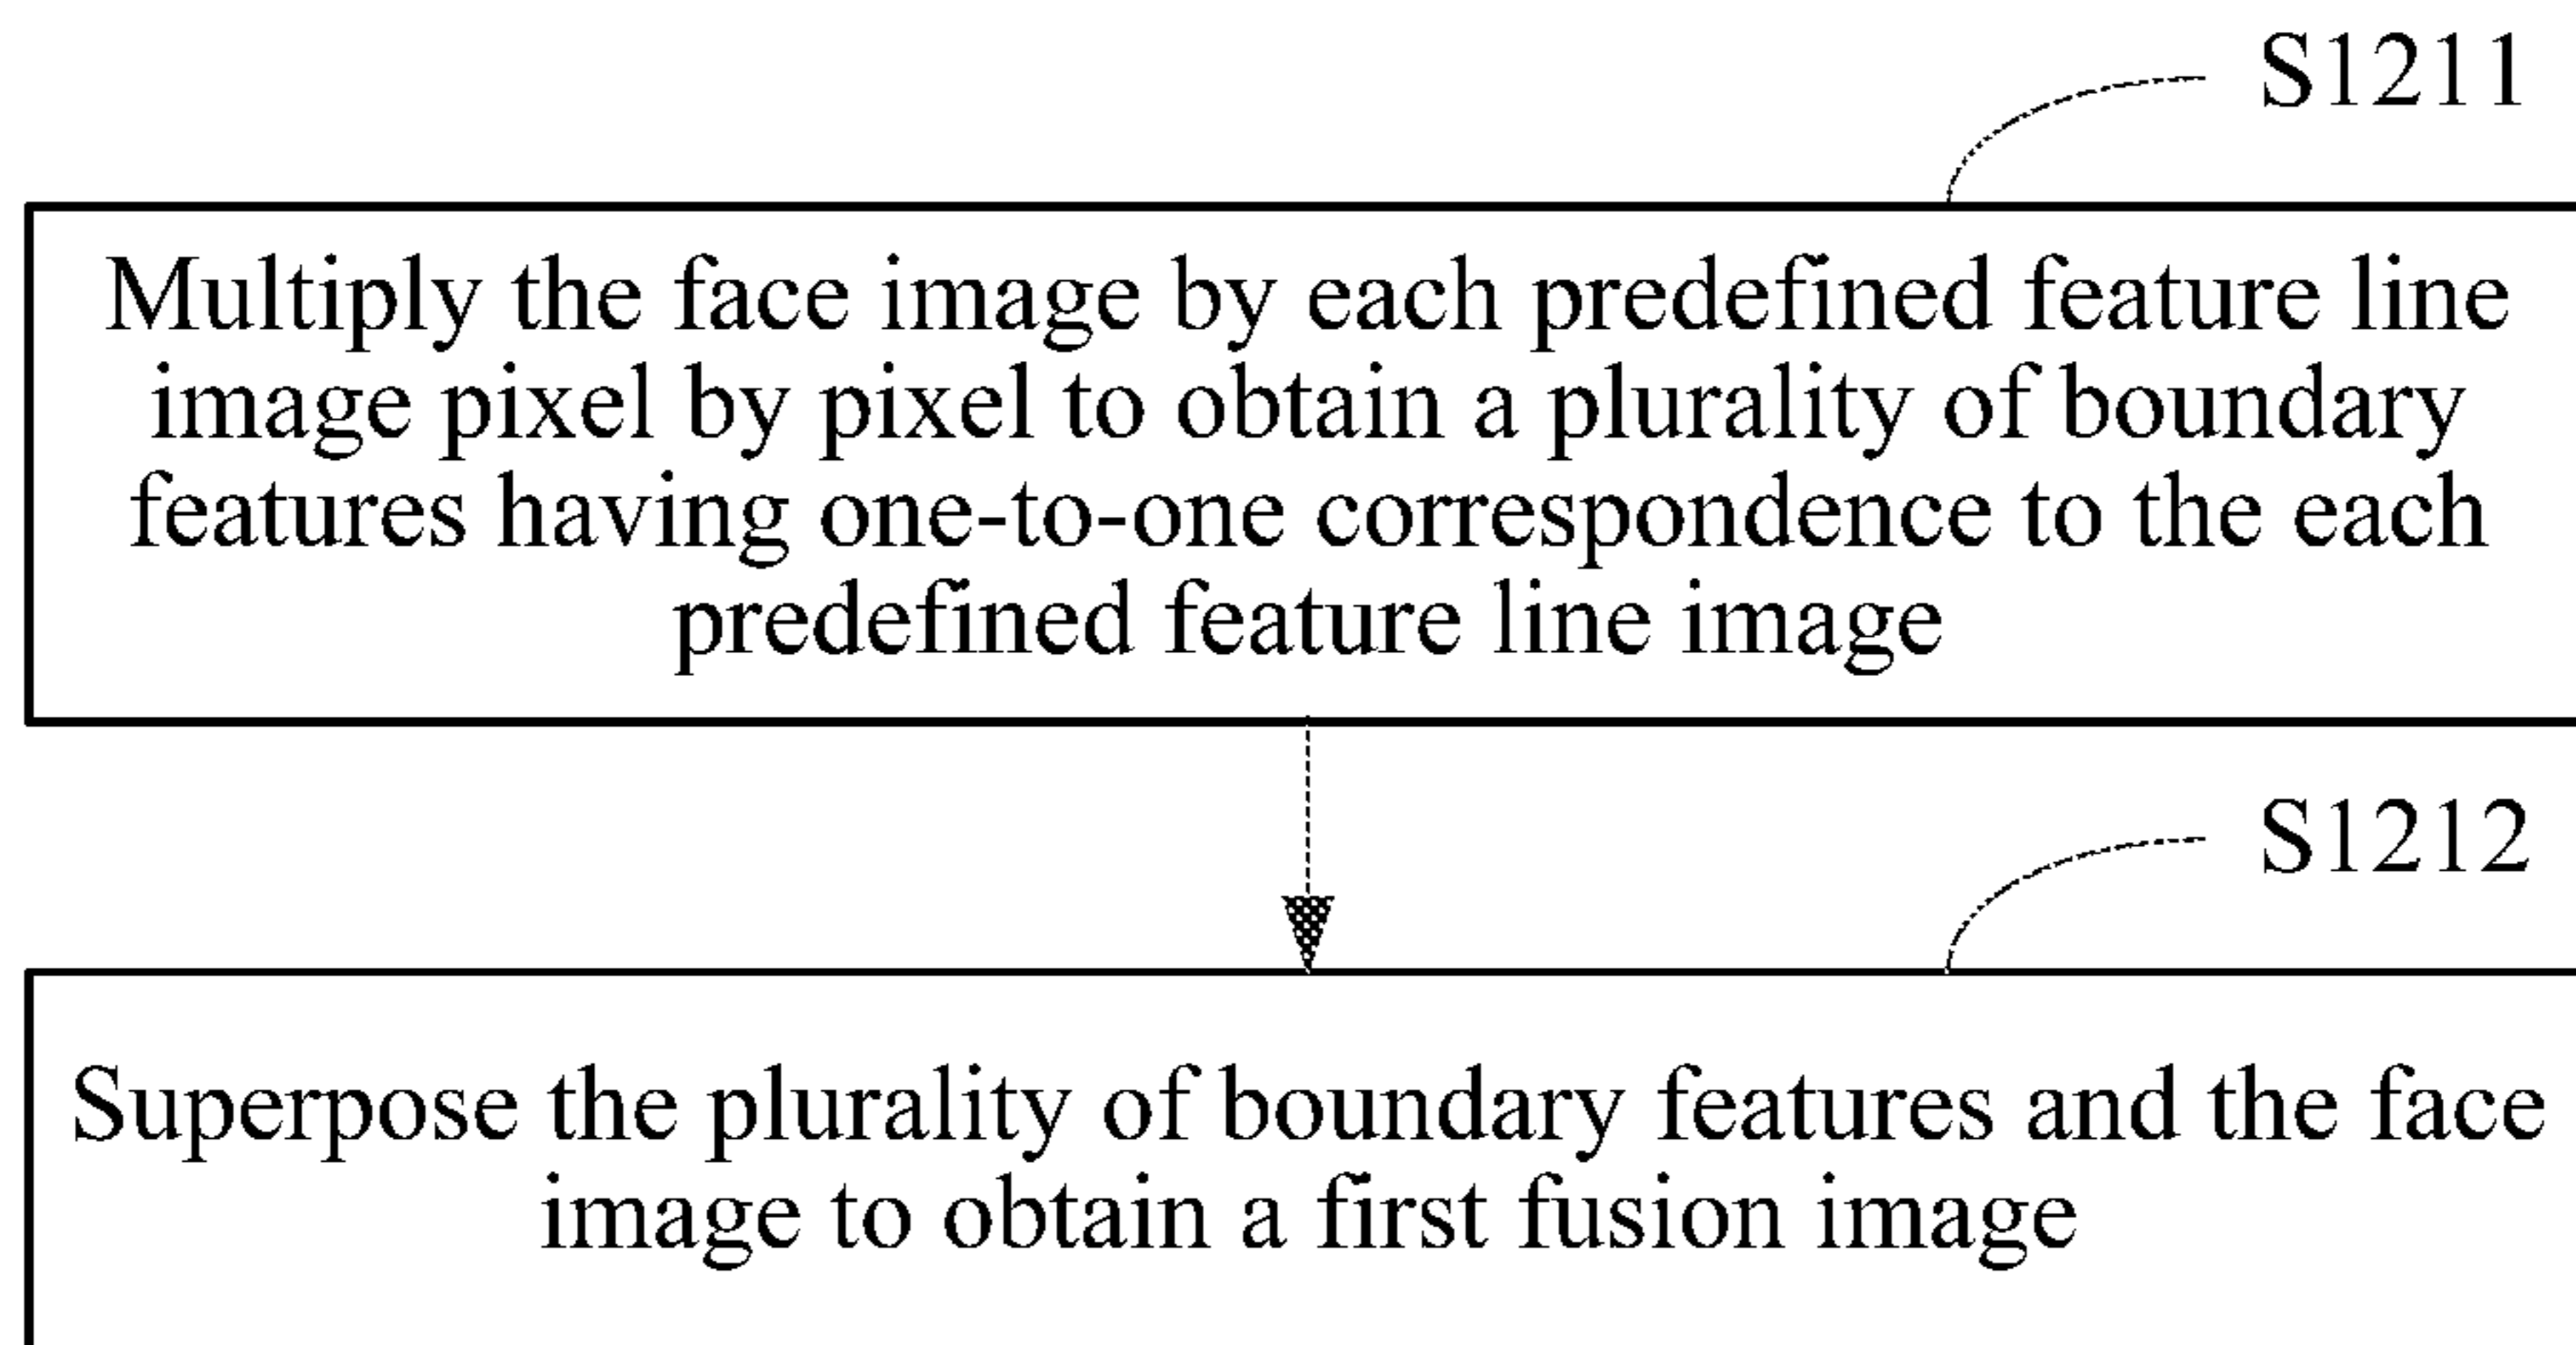 S1211
Multiply the face image by each predefined feature line
image pixel by pixel to obtain a plurality of boundary
features having one-to-one correspondence to the each
predefined feature line image
S1212
Superpose the plurality of boundary features and the face
image to obtain a first fusion image